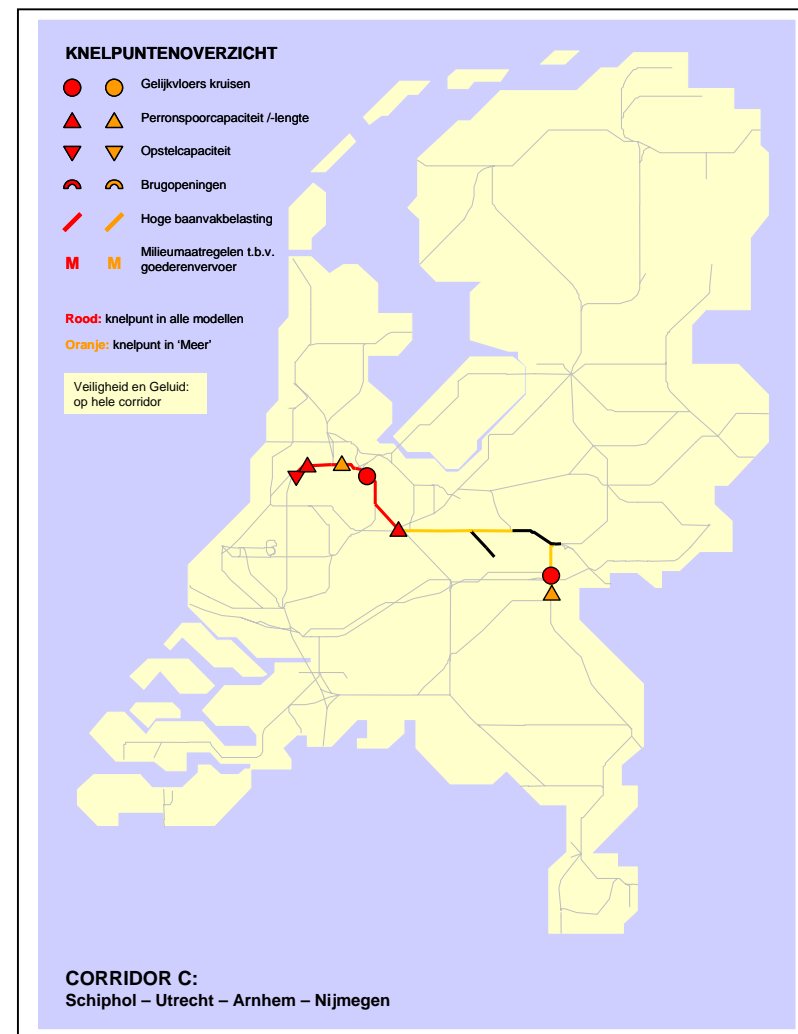 KNELPUNTENOVERZICHT
Gelijkvloers kruisen
Perronspoorcapaciteit /-lengte
Opstelcapaciteit
Brugopeningen
Hoge baanvakbelasting
M M Milieumaatregelen t.b.v.
goederenvervoer
Rood: knelpunt in alle modellen
Oranje: knelpunt in ‘Meer’
Veiligheid en Geluid:
op hele corridor
CORRIDOR C:
Schiphol – Utrecht – Arnhem – Nijmegen